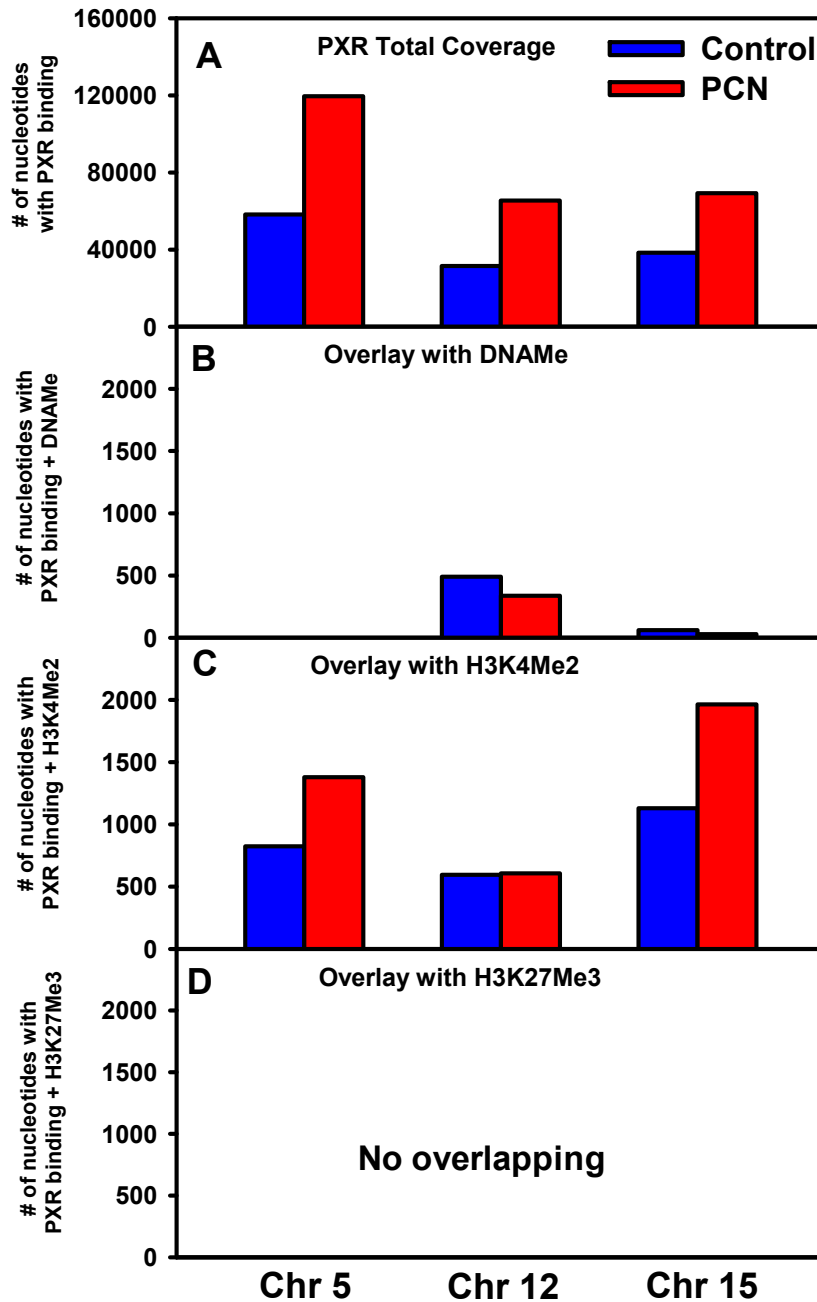 A
PXR Total Coverage
Control
PCN
# of nucleotides
with PXR binding
160000
120000
80000
40000
0
B
Overlay with DNAMe
# of nucleotides with
PXR binding + DNAMe
2000
1500
1000
500
0
C
Overlay with H3K4Me2
# of nucleotides with
PXR binding + H3K4Me2
2000
1500
1000
500
0
D
Overlay with H3K27Me3
# of nucleotides with
PXR binding + H3K27Me3
2000
1500
1000
500
0
No overlapping
Chr 5 Chr 12 Chr 15